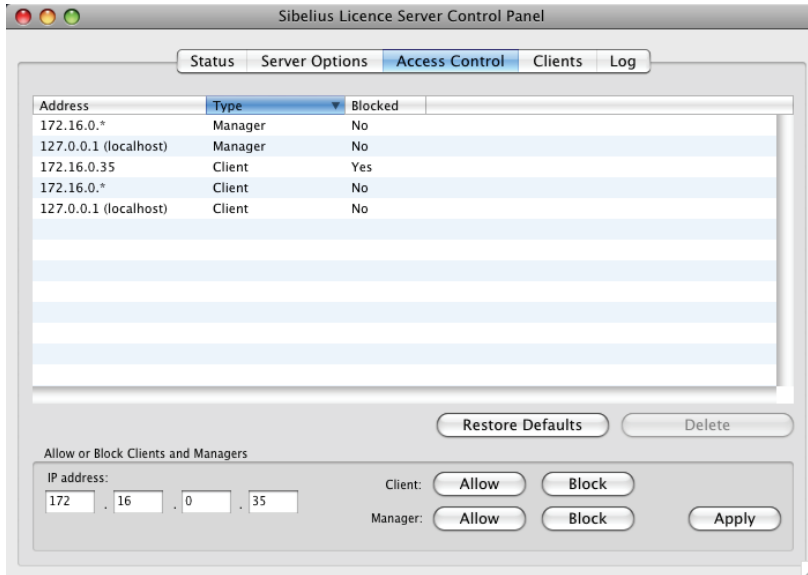 Sibelius Licence Server Control Panel
Status Server Options Access Control Clients Log
Address Type Blocked
172.16.0.* Manager No
127.0.0.1 (localhost) Manager No
172.16.0.35 Client Yes
172.16.0.* Client No
127.0.0.1 (localhost) Client No
Restore Defaults Delete
Allow or Block Clients and Managers
IP address:
172 . 16 . 0 . 35
Client: Allow Block
Manager: Allow Block Apply